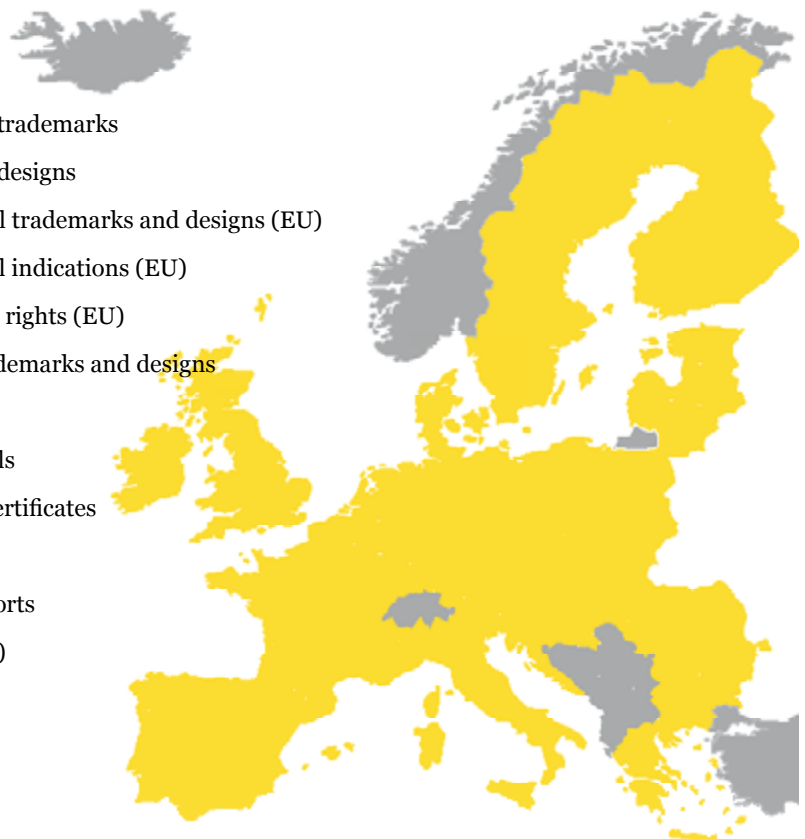 trademarks
designs
l trademarks and designs (EU)
l indications (EU)
rights (EU)
demarks and designs
ls
ertificates
orts
)